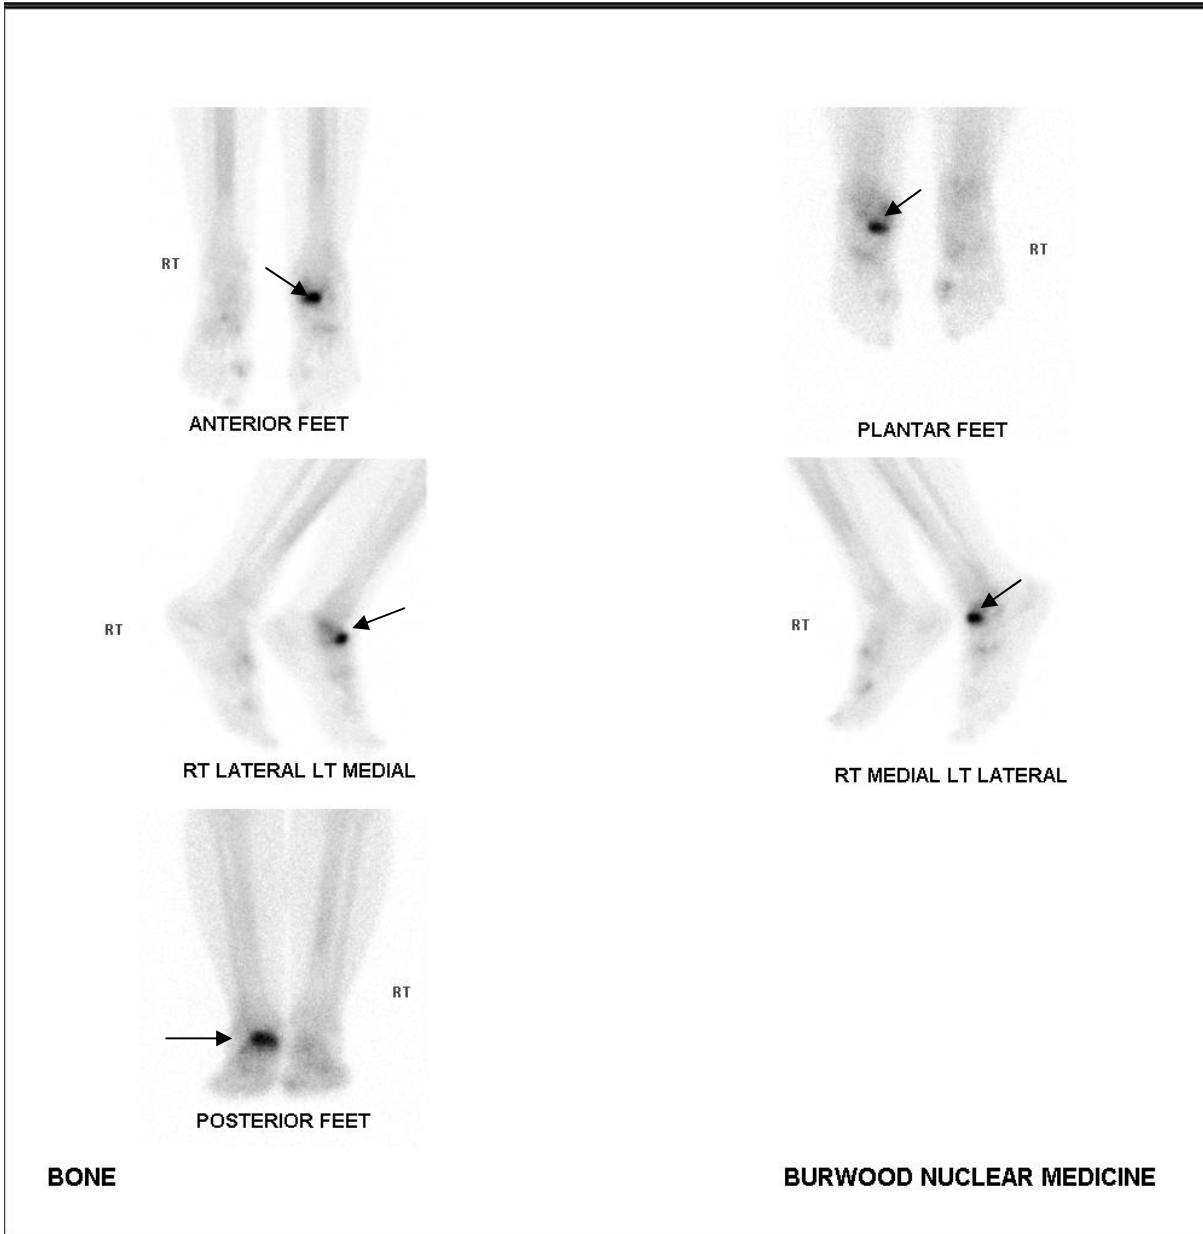 RT
RT
ANTERIOR FEET
PLANTAR FEET
RT
RT
RT LATERAL LT MEDIAL
RT MEDIAL LT LATERAL
RT
POSTERIOR FEET
BONE
BURWOOD NUCLEAR MEDICINE